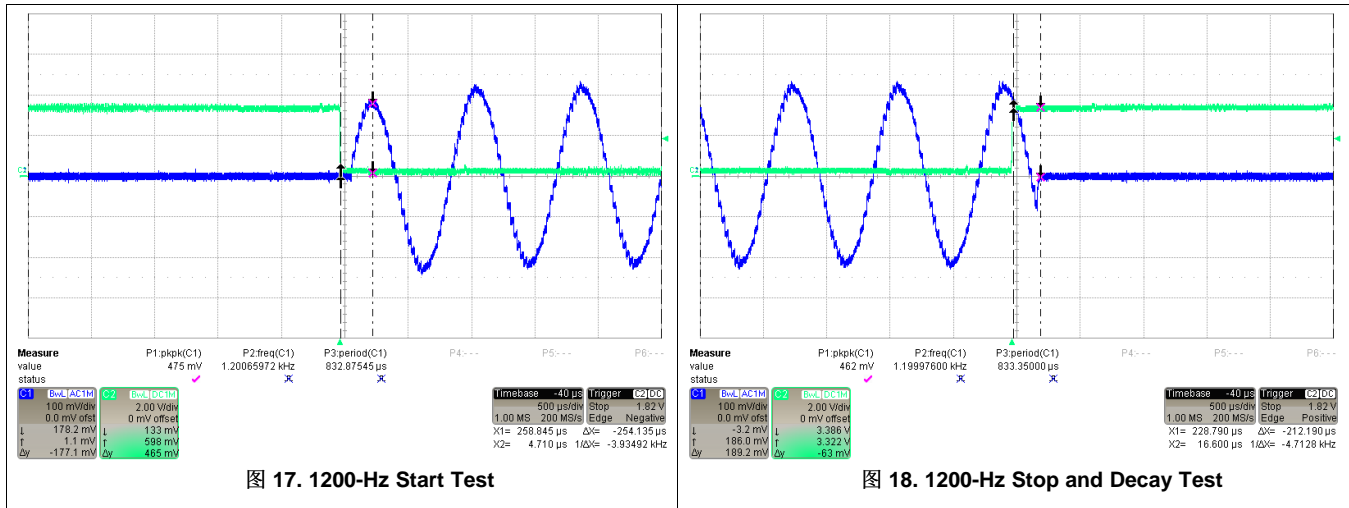 C2
Measure P1:pkpk(C1) P2:freq(C1) P3:period(C1) P4:--- P5:--- P6:---
value 475 mV 1.20065972 kHz 832.87545 µs
status
C1 BwL AC1M
100 mV/div
0.0 mV ofst
↓ 178.2 mV
↑ 1.1 mV
Δy -177.1 mV
C2 BwL DC1M
2.00 V/div
0 mV offset
↓ 133 mV
↑ 598 mV
Δy 465 mV
Timebase -40 µs
500 µs/div
1.00 MS 200 MS/s
Trigger C2 DC
Stop 1.82 V
Edge Negative
X1= 258.845 µs ΔX= -254.135 µs
X2= 4.710 µs 1/ΔX= -3.93492 kHz
图 17. 1200-Hz Start Test
C2
Measure P1:pkpk(C1) P2:freq(C1) P3:period(C1) P4:--- P5:--- P6:---
value 462 mV 1.19997600 kHz 833.35000 µs
status
C1 BwL AC1M
100 mV/div
0.0 mV ofst
↓ -3.2 mV
↑ 186.0 mV
Δy 189.2 mV
C2 BwL DC1M
2.00 V/div
0 mV offset
↓ 3.386 V
↑ 3.322 V
Δy -63 mV
Timebase -40 µs
500 µs/div
1.00 MS 200 MS/s
Trigger C2 DC
Stop 1.82 V
Edge Positive
X1= 228.790 µs ΔX= -212.190 µs
X2= 16.600 µs 1/ΔX= -4.7128 kHz
图 18. 1200-Hz Stop and Decay Test